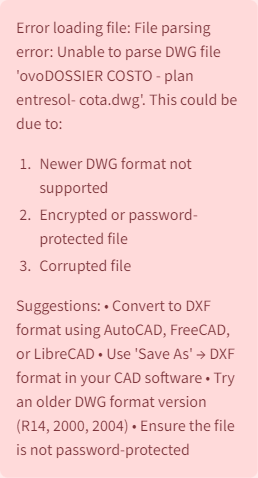 Error loading file: File parsing
error: Unable to parse DWG file
'ovoDOSSIER COSTO - plan
entresol- cota.dwg'. This could be
due to:
1. Newer DWG format not
supported
2. Encrypted or password-
protected file
3. Corrupted file
Suggestions: • Convert to DXF
format using AutoCAD, FreeCAD,
or LibreCAD • Use 'Save As' → DXF
format in your CAD software • Try
an older DWG format version
(R14, 2000, 2004) • Ensure the file
is not password-protected